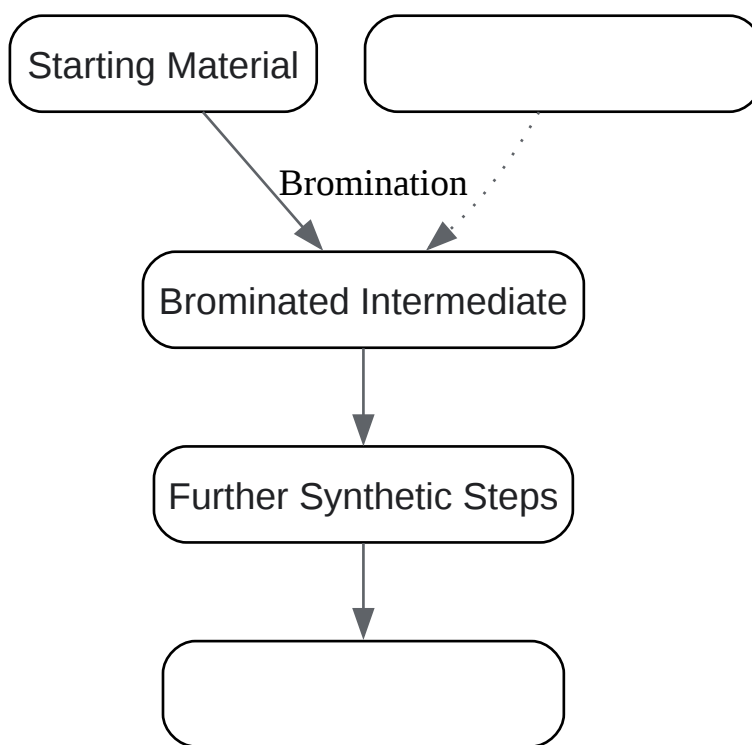 Starting Material
Bromination
Brominated Intermediate
Further Synthetic Steps